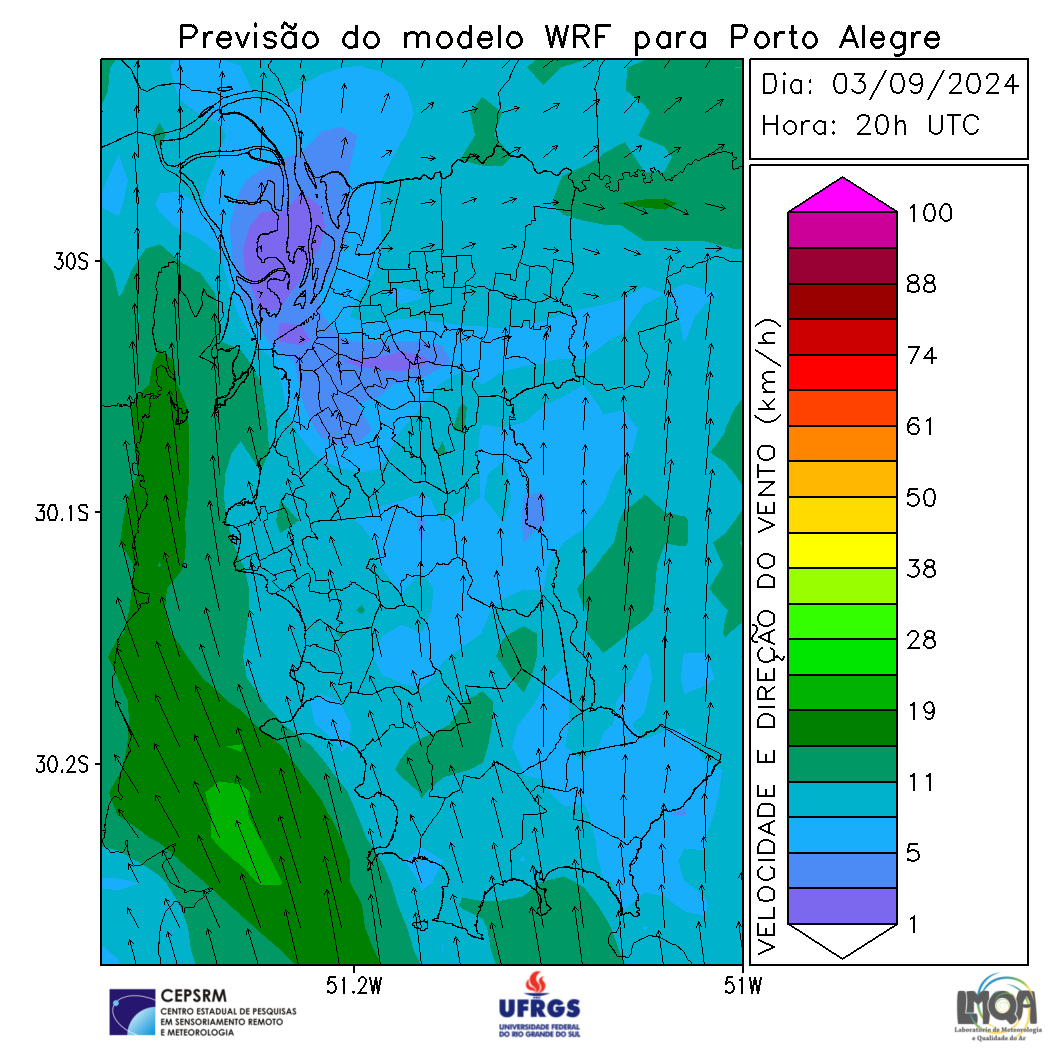 Previsão do modelo WRF para Porto Alegre
Dia: 03/09/2024
Hora: 20h UTC
30S
30.1S
30.2S
51.2W
51W
VELOCIDADE E DIREÇÃO DO VENTO (km/h)
100
88
74
61
50
38
28
19
11
5
1
CEPSRM
CENTRO ESTADUAL DE PESQUISAS
EM SENSORIAMENTO REMOTO
E METEOROLOGIA
UFRGS
UNIVERSIDADE FEDERAL
DO RIO GRANDE DO SUL
LMQA
Laboratório de Meteorologia
e Qualidade do Ar